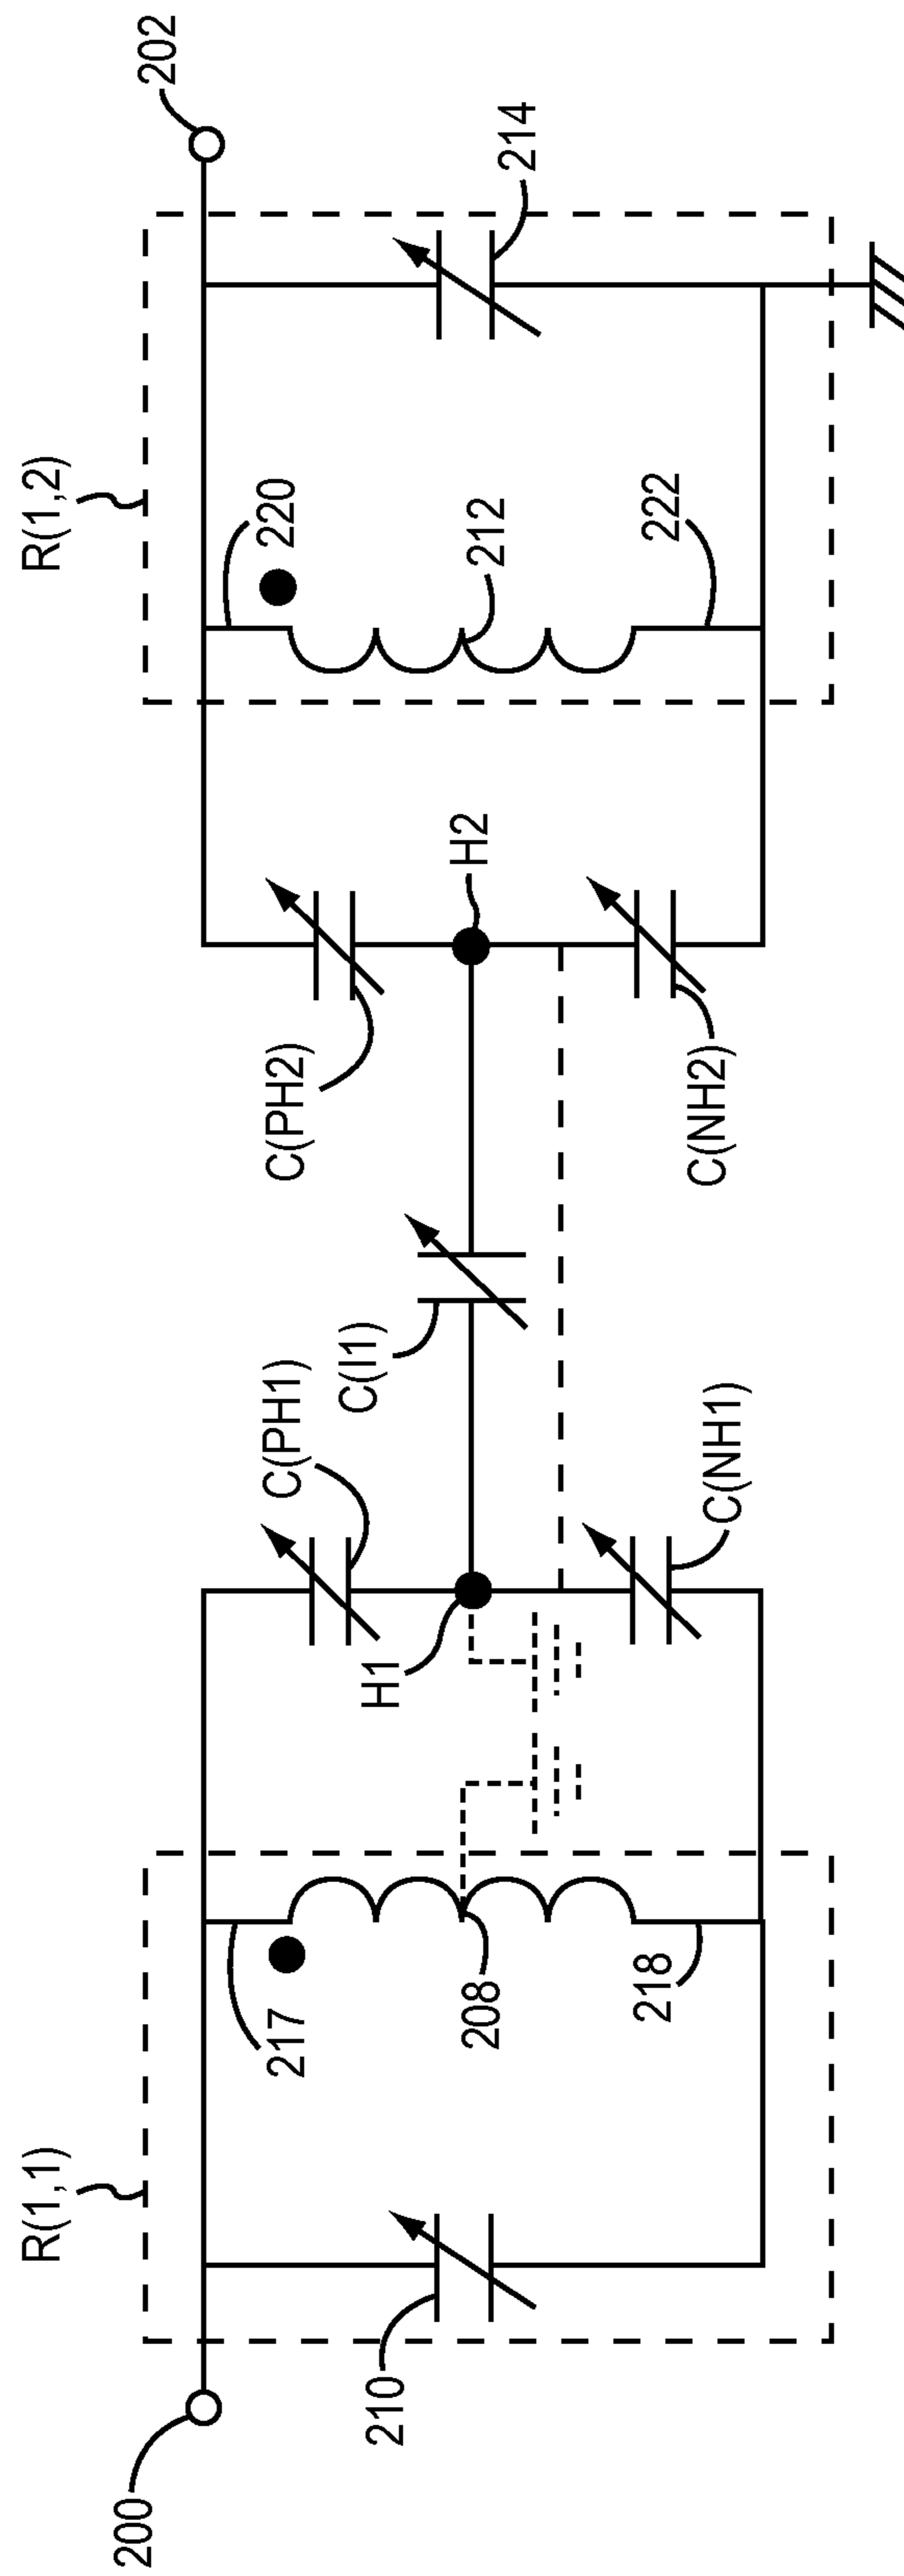 R(1,1)
R(1,2)
200
202
217
220
C(PH1)
C(PH2)
C(I1)
210
214
208
212
H1
H2
218
222
C(NH1)
C(NH2)